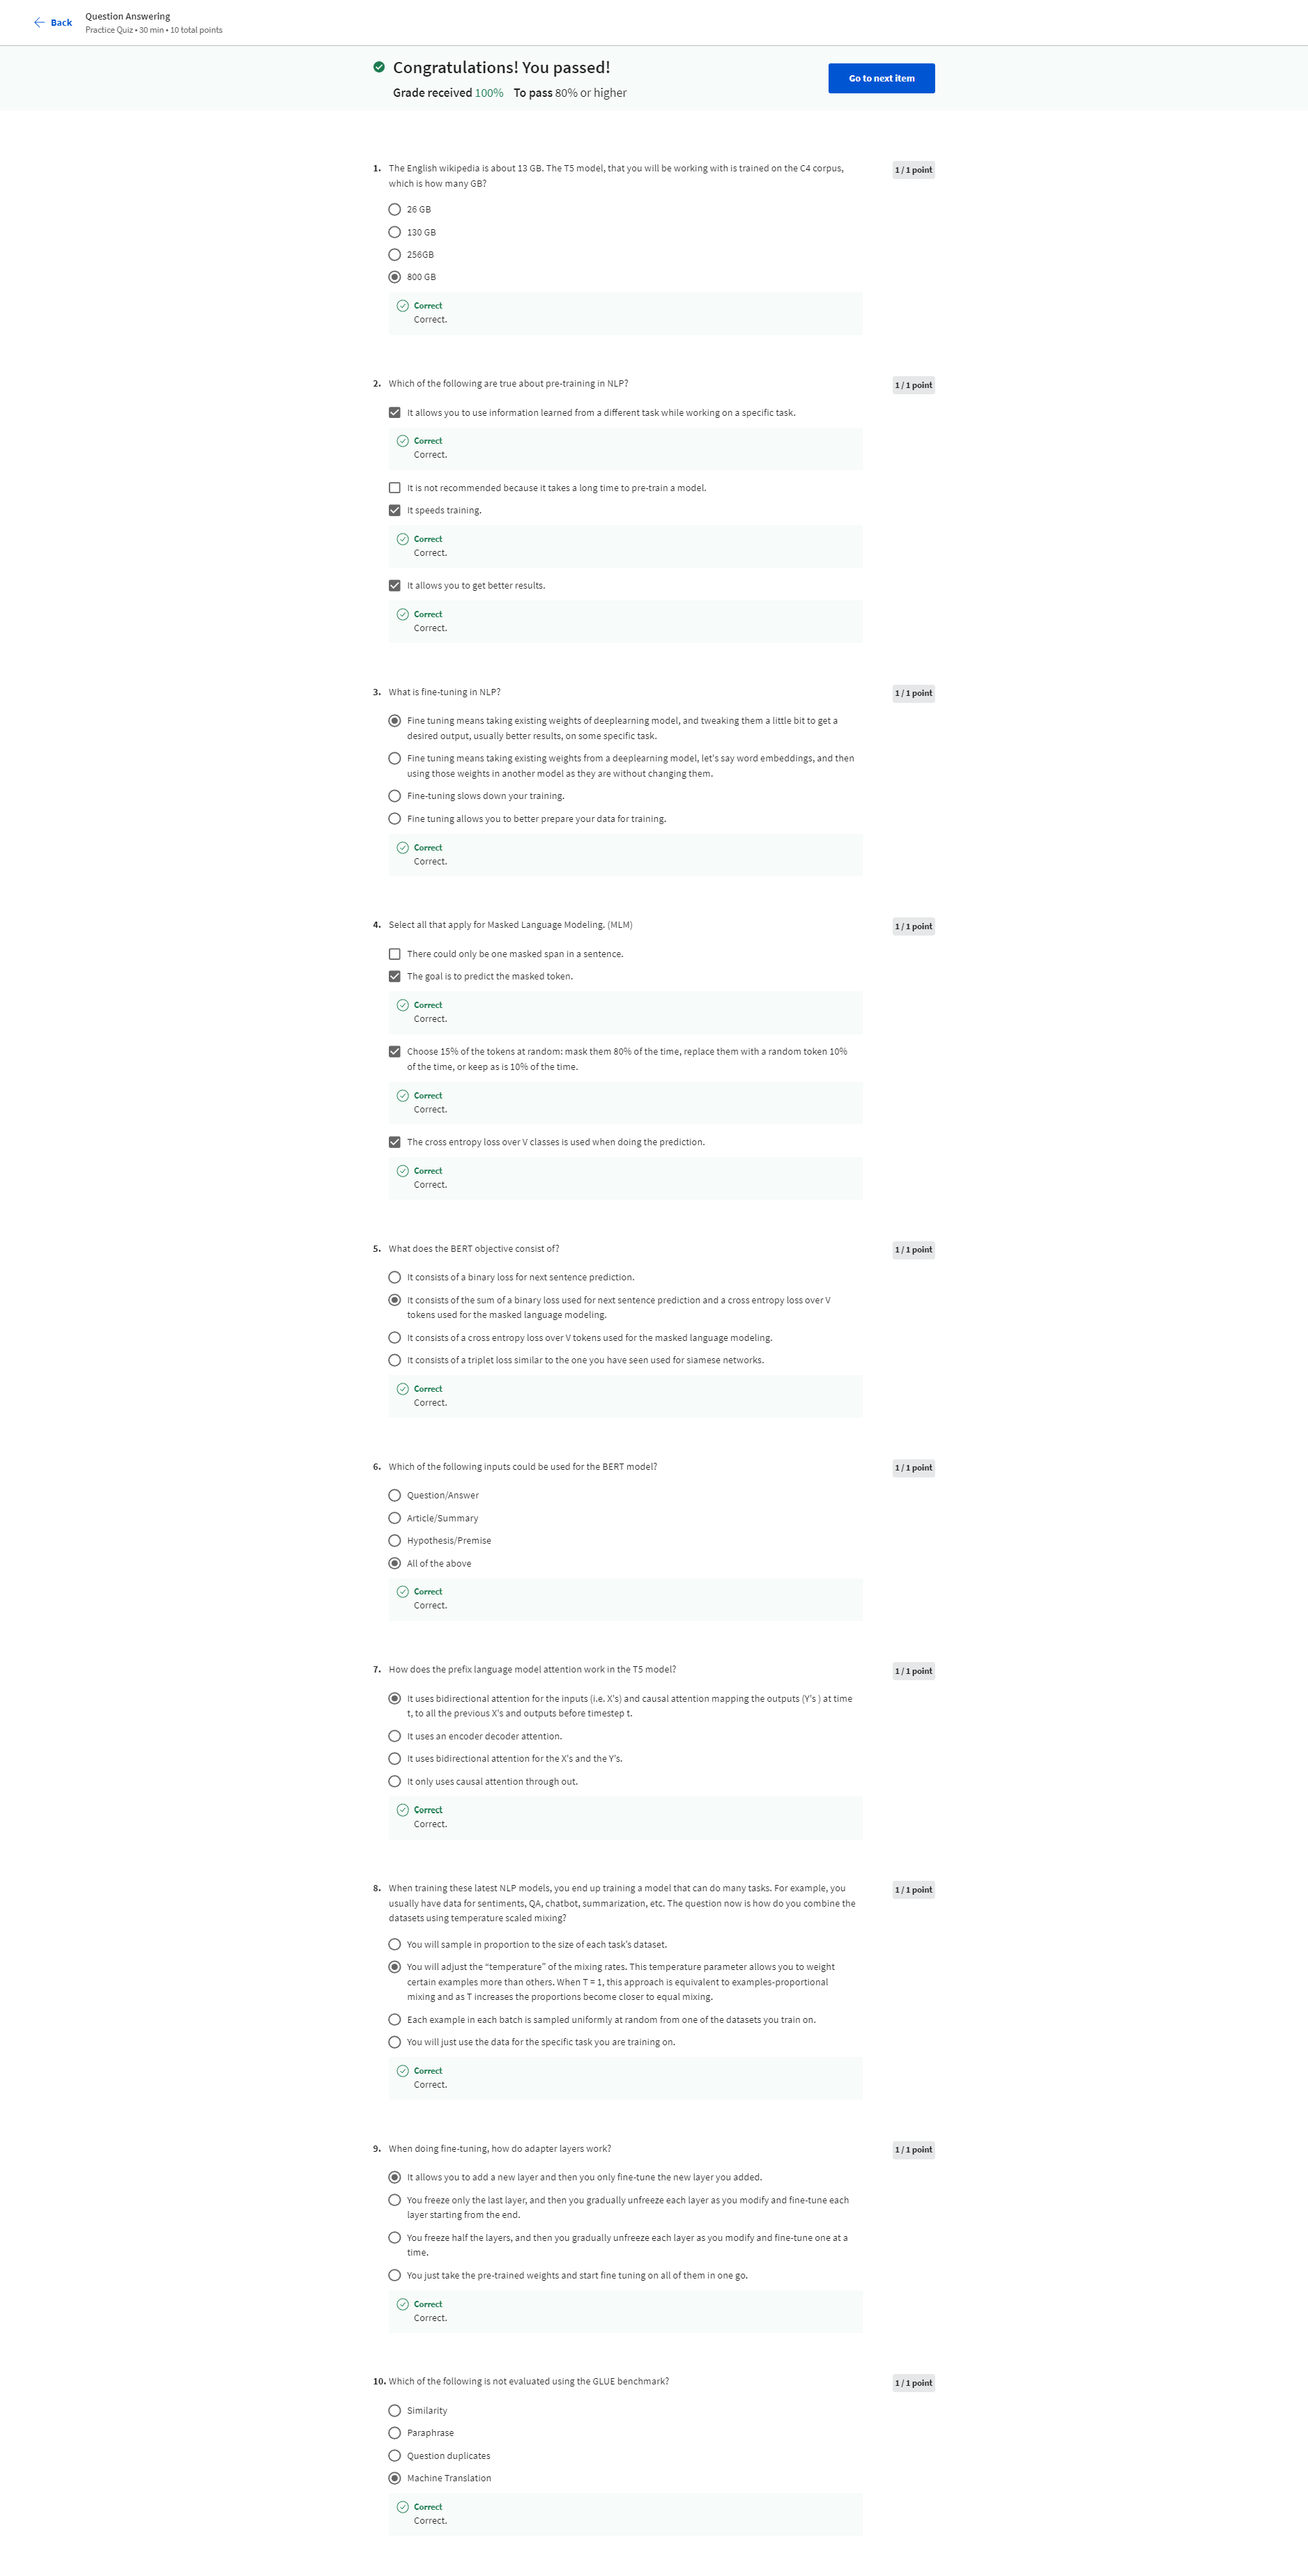 Back
Question Answering
Practice Quiz • 30 min • 10 total points
Congratulations! You passed!
Grade received 100% To pass 80% or higher
Go to next item
1. The English wikipedia is about 13 GB. The T5 model, that you will be working with is trained on the C4 corpus,
which is how many GB?
1 / 1 point
26 GB
130 GB
256GB
800 GB
Correct
Correct.
2. Which of the following are true about pre-training in NLP?
1 / 1 point
It allows you to use information learned from a different task while working on a specific task.
Correct
Correct.
It is not recommended because it takes a long time to pre-train a model.
It speeds training.
Correct
Correct.
It allows you to get better results.
Correct
Correct.
3. What is fine-tuning in NLP?
1 / 1 point
Fine tuning means taking existing weights of deeplearning model, and tweaking them a little bit to get a
desired output, usually better results, on some specific task.
Fine tuning means taking existing weights from a deeplearning model, let's say word embeddings, and then
using those weights in another model as they are without changing them.
Fine-tuning slows down your training.
Fine tuning allows you to better prepare your data for training.
Correct
Correct.
4. Select all that apply for Masked Language Modeling. (MLM)
1 / 1 point
There could only be one masked span in a sentence.
The goal is to predict the masked token.
Correct
Correct.
Choose 15% of the tokens at random: mask them 80% of the time, replace them with a random token 10%
of the time, or keep as is 10% of the time.
Correct
Correct.
The cross entropy loss over V classes is used when doing the prediction.
Correct
Correct.
5. What does the BERT objective consist of?
1 / 1 point
It consists of a binary loss for next sentence prediction.
It consists of the sum of a binary loss used for next sentence prediction and a cross entropy loss over V
tokens used for the masked language modeling.
It consists of a cross entropy loss over V tokens used for the masked language modeling.
It consists of a triplet loss similar to the one you have seen used for siamese networks.
Correct
Correct.
6. Which of the following inputs could be used for the BERT model?
1 / 1 point
Question/Answer
Article/Summary
Hypothesis/Premise
All of the above
Correct
Correct.
7. How does the prefix language model attention work in the T5 model?
1 / 1 point
It uses bidirectional attention for the inputs (i.e. X's) and causal attention mapping the outputs (Y's ) at time
t, to all the previous X's and outputs before timestep t.
It uses an encoder decoder attention.
It uses bidirectional attention for the X's and the Y's.
It only uses causal attention through out.
Correct
Correct.
8. When training these latest NLP models, you end up training a model that can do many tasks. For example, you
usually have data for sentiments, QA, chatbot, summarization, etc. The question now is how do you combine the
datasets using temperature scaled mixing?
1 / 1 point
You will sample in proportion to the size of each task's dataset.
You will adjust the “temperature” of the mixing rates. This temperature parameter allows you to weight
certain examples more than others. When T = 1, this approach is equivalent to examples-proportional
mixing and as T increases the proportions become closer to equal mixing.
Each example in each batch is sampled uniformly at random from one of the datasets you train on.
You will just use the data for the specific task you are training on.
Correct
Correct.
9. When doing fine-tuning, how do adapter layers work?
1 / 1 point
It allows you to add a new layer and then you only fine-tune the new layer you added.
You freeze only the last layer, and then you gradually unfreeze each layer as you modify and fine-tune each
layer starting from the end.
You freeze half the layers, and then you gradually unfreeze each layer as you modify and fine-tune one at a
time.
You just take the pre-trained weights and start fine tuning on all of them in one go.
Correct
Correct.
10. Which of the following is not evaluated using the GLUE benchmark?
1 / 1 point
Similarity
Paraphrase
Question duplicates
Machine Translation
Correct
Correct.